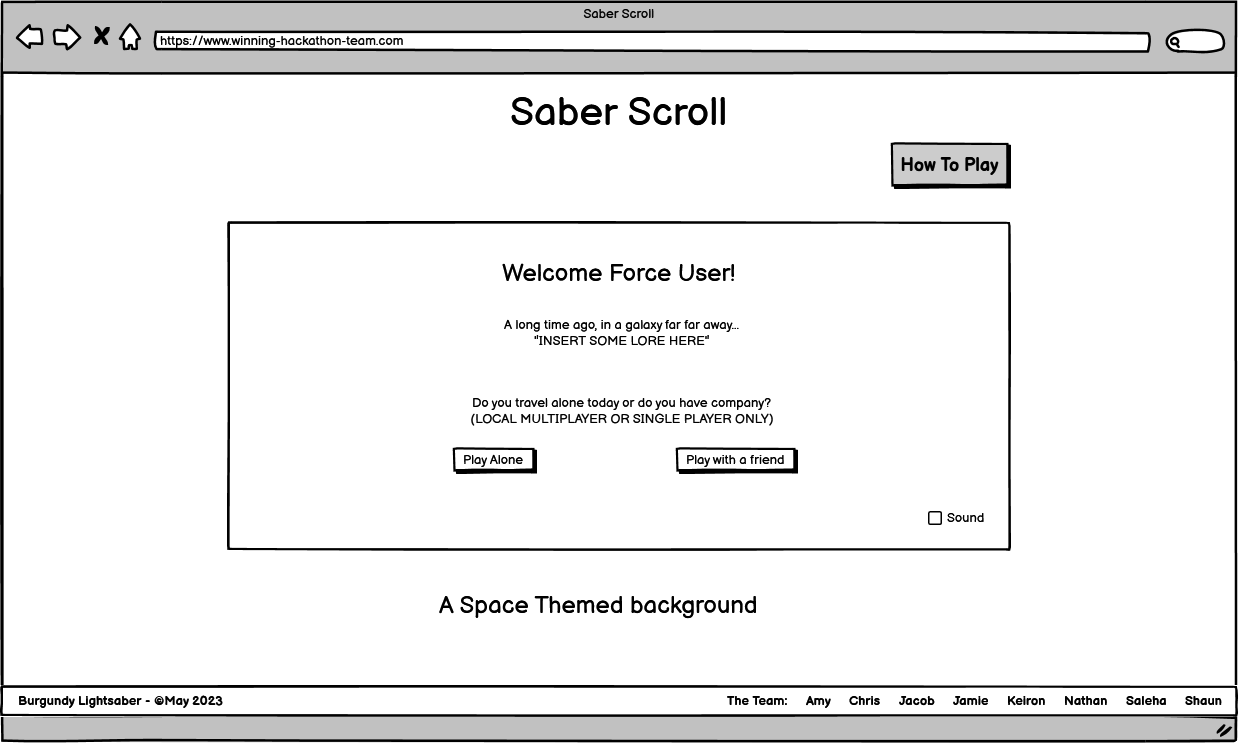 Saber Scroll
https://www.winning-hackathon-team.com
Saber Scroll
How To Play
Welcome Force User!
A long time ago, in a galaxy far far away...
"INSERT SOME LORE HERE"
Do you travel alone today or do you have company?
(LOCAL MULTIPLAYER OR SINGLE PLAYER ONLY)
Play Alone Play with a friend
Sound
A Space Themed background
Burgundy Lightsaber - ©May 2023 The Team: Amy Chris Jacob Jamie Keiron Nathan Saleha Shaun